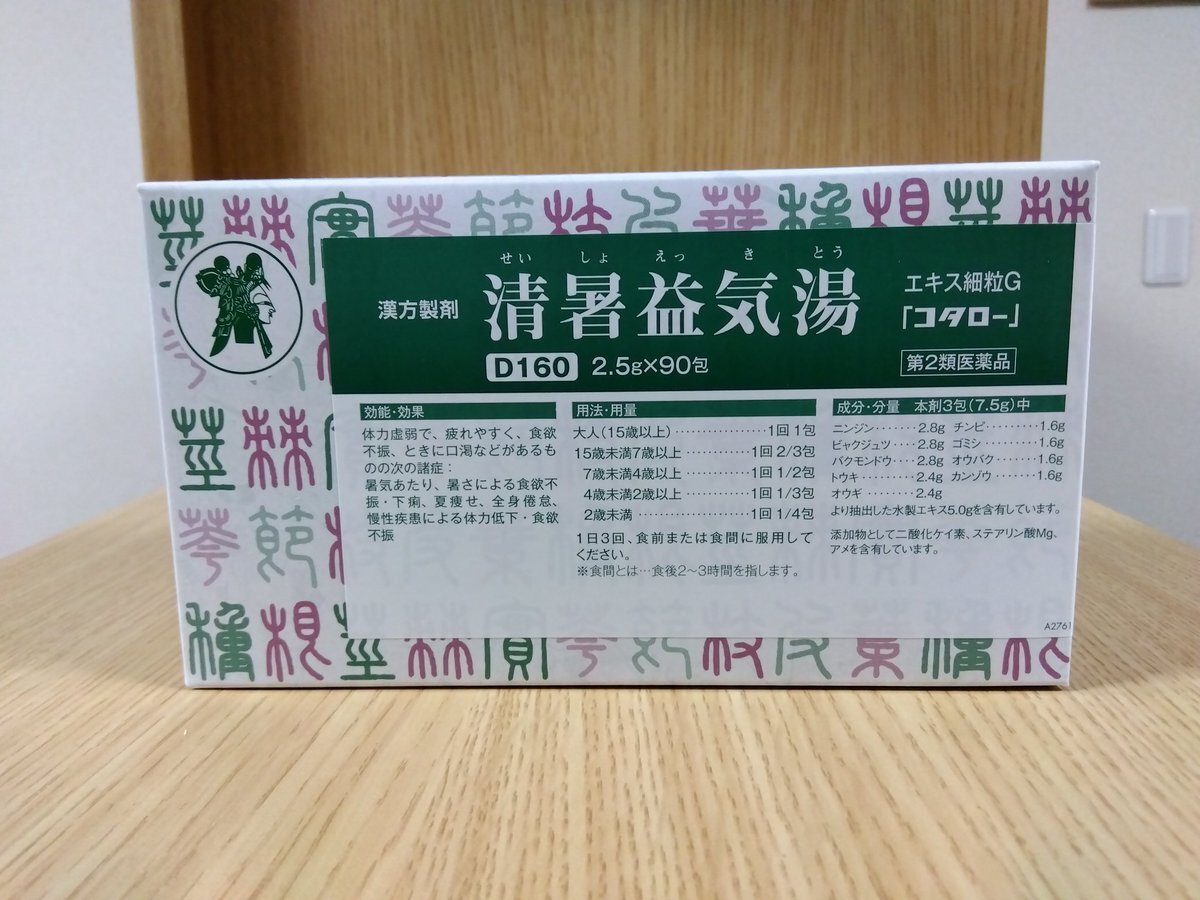 せい しょ えっ き とう
漢方製剤 清暑益気湯 エキス細粒G
「コタロー」
D160 2.5g×90包 第2類医薬品
効能・効果
体力虚弱で、疲れやすく、食欲
不振、ときに口渇などがあるも
のの次の諸症：
暑気あたり、暑さによる食欲不
振・下痢、夏痩せ、全身倦怠、
慢性疾患による体力低下・食欲
不振
用法・用量
大人(15歳以上)………………1回 1包
15歳未満7歳以上…………1回 2/3包
7歳未満4歳以上…………1回 1/2包
4歳未満2歳以上…………1回 1/3包
2歳未満…………………1回 1/4包
1日3回、食前または食間に服用して
ください。
※食間とは…食後2～3時間を指します。
成分・分量 本剤3包(7.5g)中
ニンジン………2.8g チンピ………1.6g
ビャクジュツ…2.8g ゴミシ………1.6g
バクモンドウ…2.8g オウバク……1.6g
トウキ…………2.4g カンゾウ……1.6g
オウギ…………2.4g
より抽出した水製エキス5.0gを含有しています。
添加物として二酸化ケイ素、ステアリン酸Mg、
アメを含有しています。
A2761